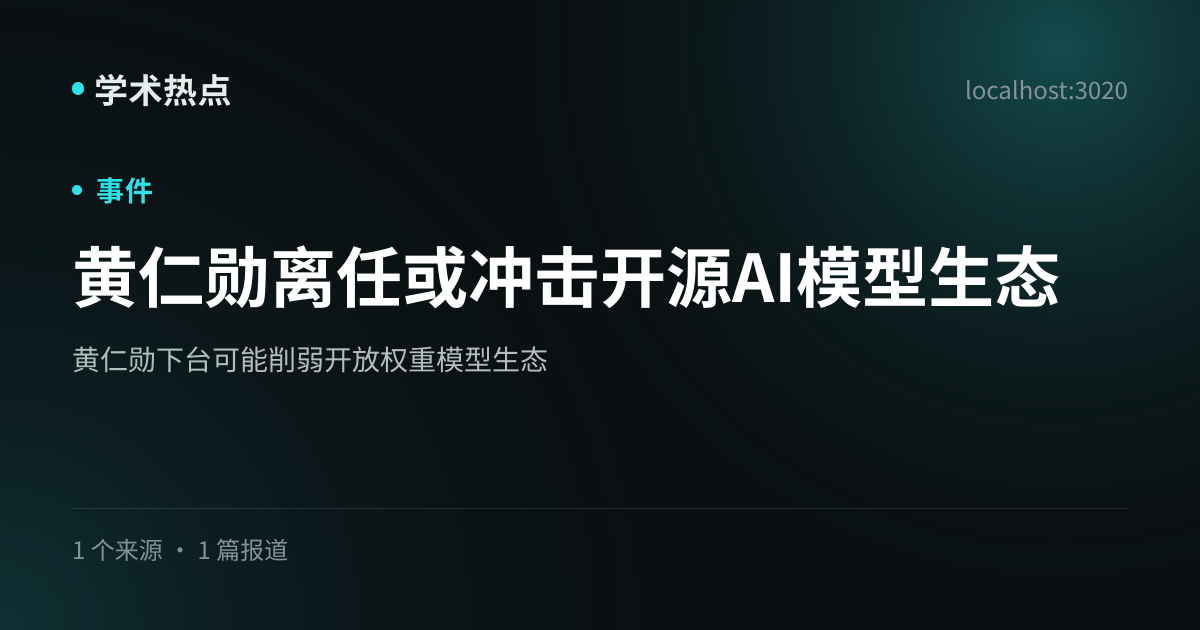 学术热点
localhost:3020
事件
黄仁勋离任或冲击开源AI模型生态
黄仁勋下台可能削弱开放权重模型生态
1 个来源 · 1 篇报道